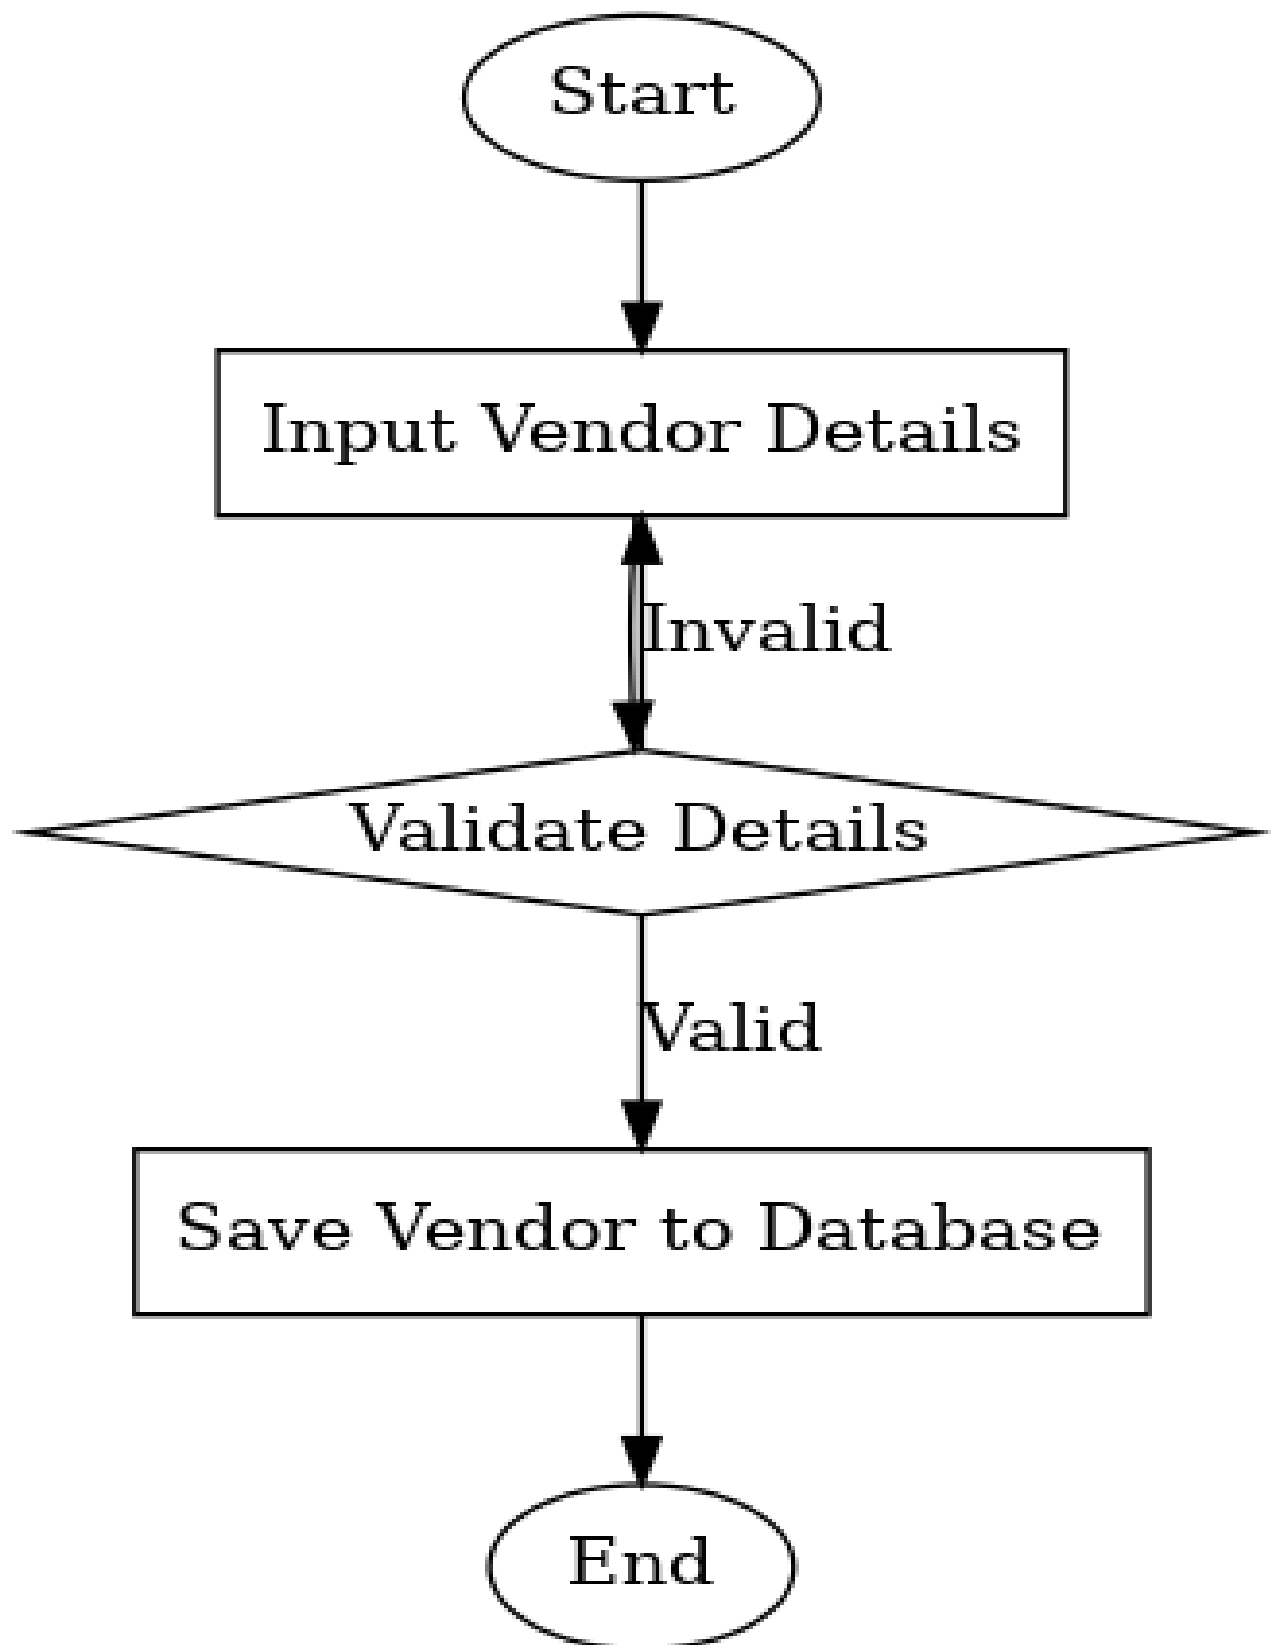 Start
Input Vendor Details
Invalid
Validate Details
Valid
Save Vendor to Database
End